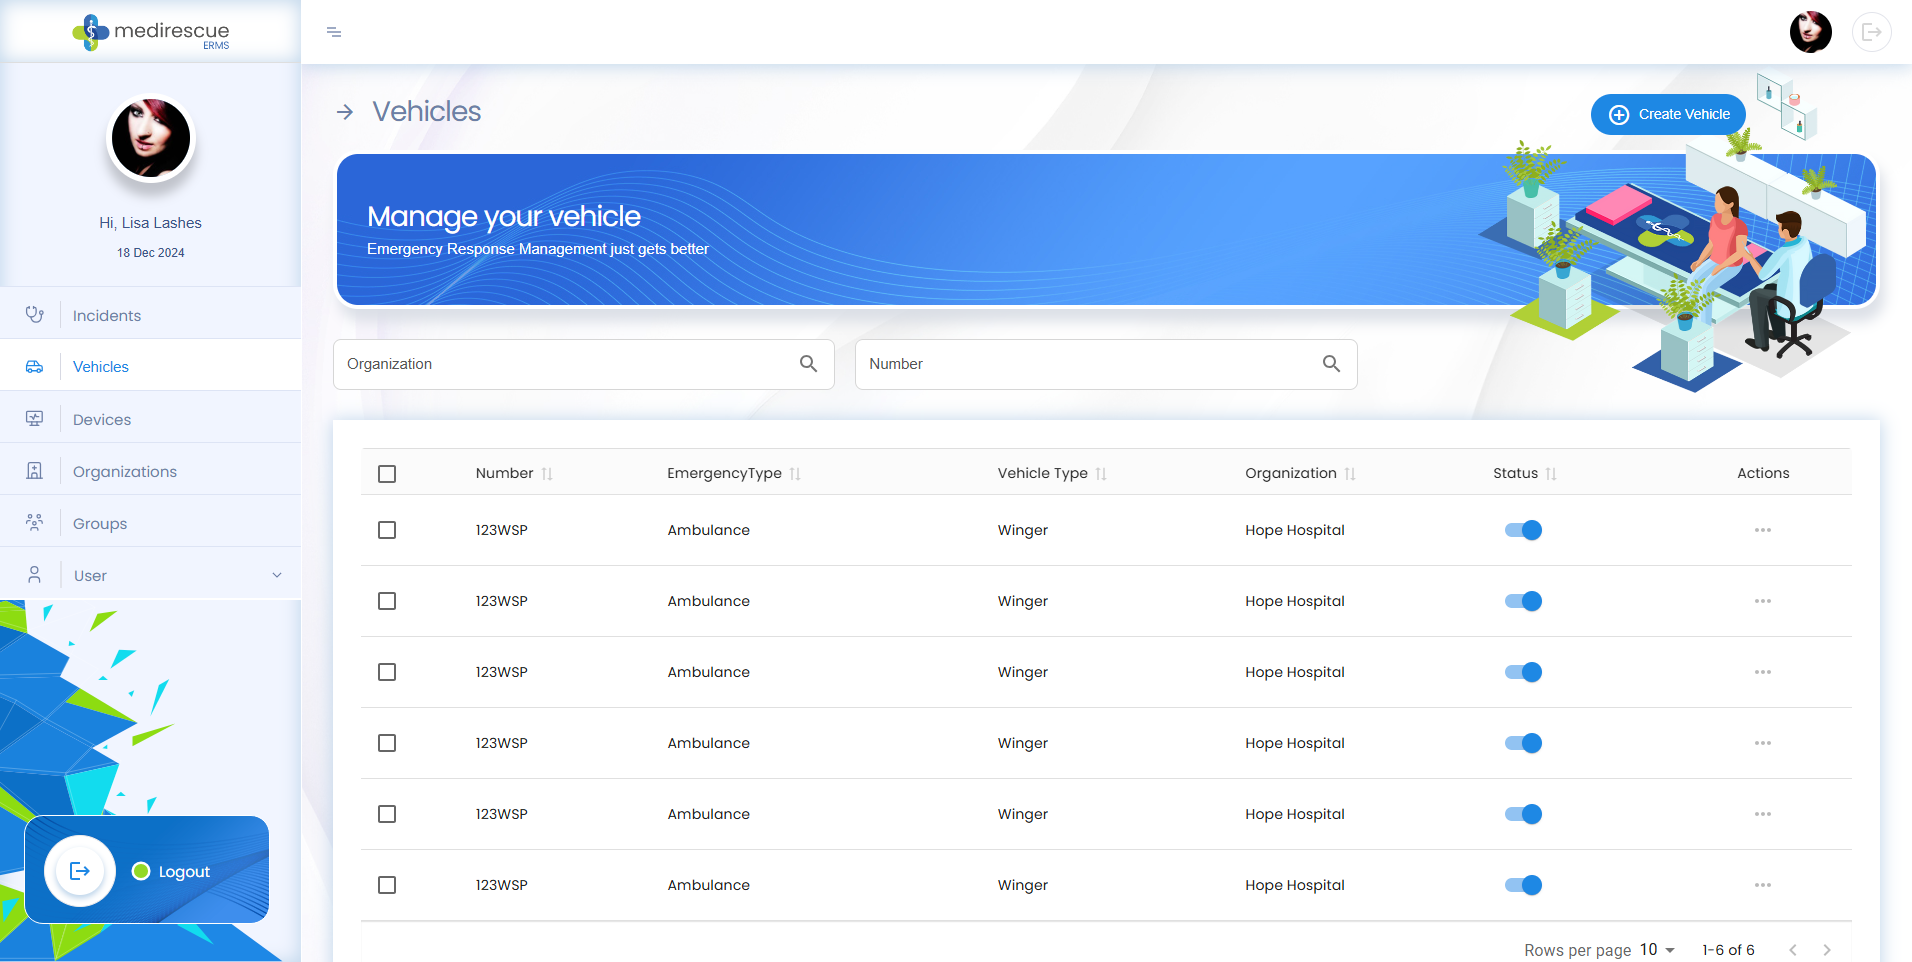 medirescue
ERMS
Hi, Lisa Lashes
18 Dec 2024
Incidents
Vehicles
Devices
Organizations
Groups
User
Logout
Vehicles
Create Vehicle
Manage your vehicle
Emergency Response Management just gets better
Organization
Number
Number EmergencyType Vehicle Type Organization Status Actions
123WSP Ambulance Winger Hope Hospital
123WSP Ambulance Winger Hope Hospital
123WSP Ambulance Winger Hope Hospital
123WSP Ambulance Winger Hope Hospital
123WSP Ambulance Winger Hope Hospital
123WSP Ambulance Winger Hope Hospital
Rows per page 10 1-6 of 6